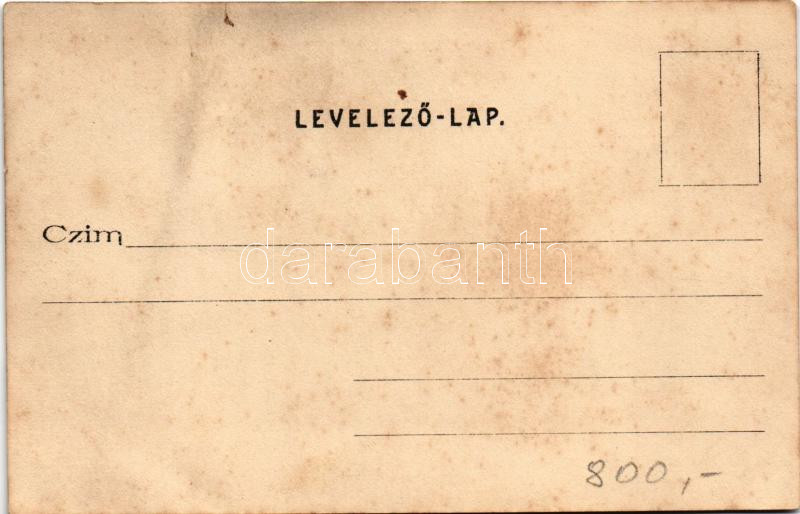 LEVELEZŐ-LAP.
Czim
darabanth
800,-